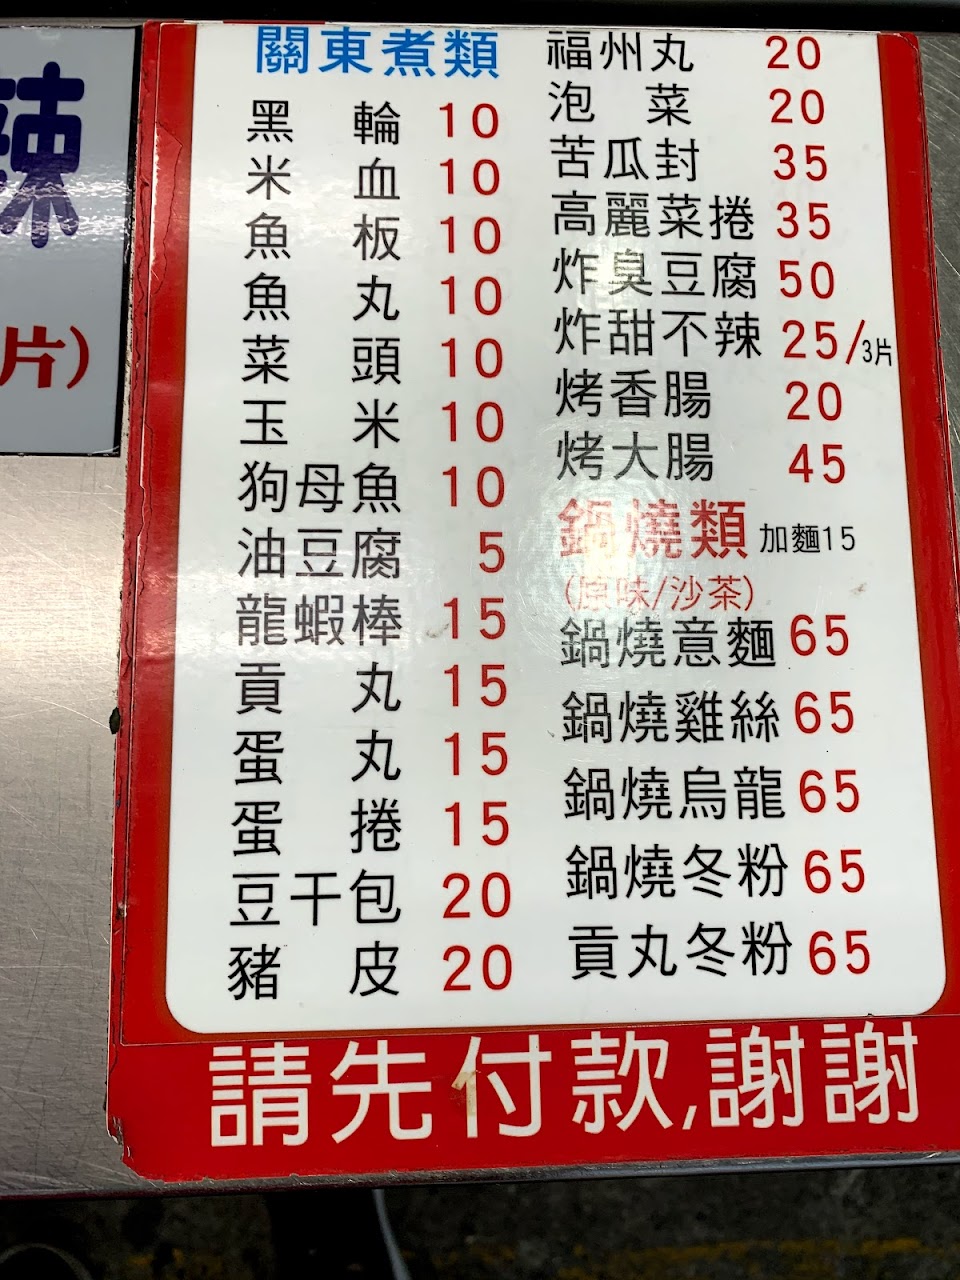 辣
片)
關東煮類
黑輪 10
米血 10
魚板 10
魚丸 10
菜頭 10
玉米 10
狗母魚 10
油豆腐 5
龍蝦棒 15
貢丸 15
蛋丸 15
蛋捲 15
豆干包 20
豬皮 20
福州丸 20
泡菜 20
苦瓜封 35
高麗菜捲 35
炸臭豆腐 50
炸甜不辣 25/3片
烤香腸 20
烤大腸 45
鍋燒類 加麵15
(原味/沙茶)
鍋燒意麵 65
鍋燒雞絲 65
鍋燒烏龍 65
鍋燒冬粉 65
貢丸冬粉 65
請先付款,謝謝